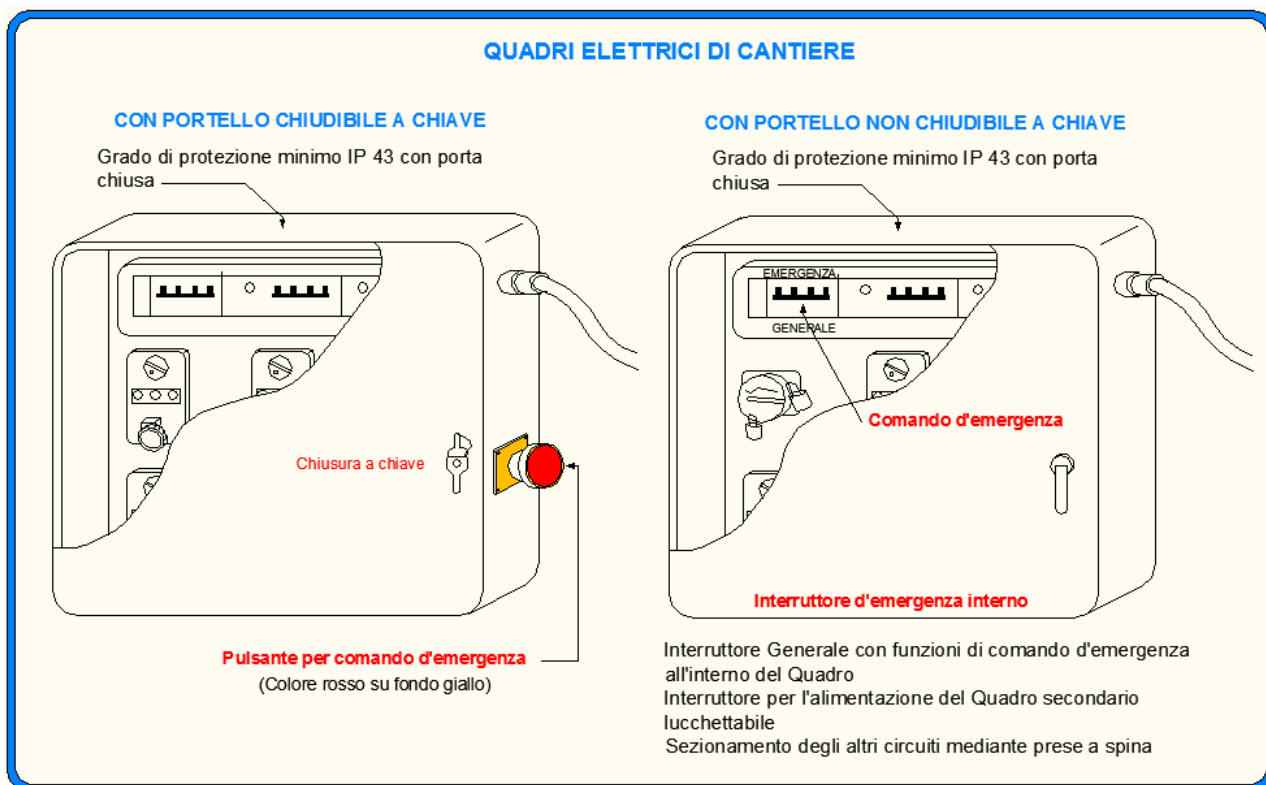 QUADRI ELETTRICI DI CANTIERE
CON PORTELLO CHIUDIBILE A CHIAVE
Grado di protezione minimo IP 43 con porta
chiusa
Chiusura a chiave
Pulsante per comando d'emergenza
(Colore rosso su fondo giallo)
CON PORTELLO NON CHIUDIBILE A CHIAVE
Grado di protezione minimo IP 43 con porta
chiusa
EMERGENZA
GENERALE
Comando d'emergenza
Interruttore d'emergenza interno
Interruttore Generale con funzioni di comando d'emergenza
all'interno del Quadro
Interruttore per l'alimentazione del Quadro secondario
lucchettabile
Sezionamento degli altri circuiti mediante prese a spina